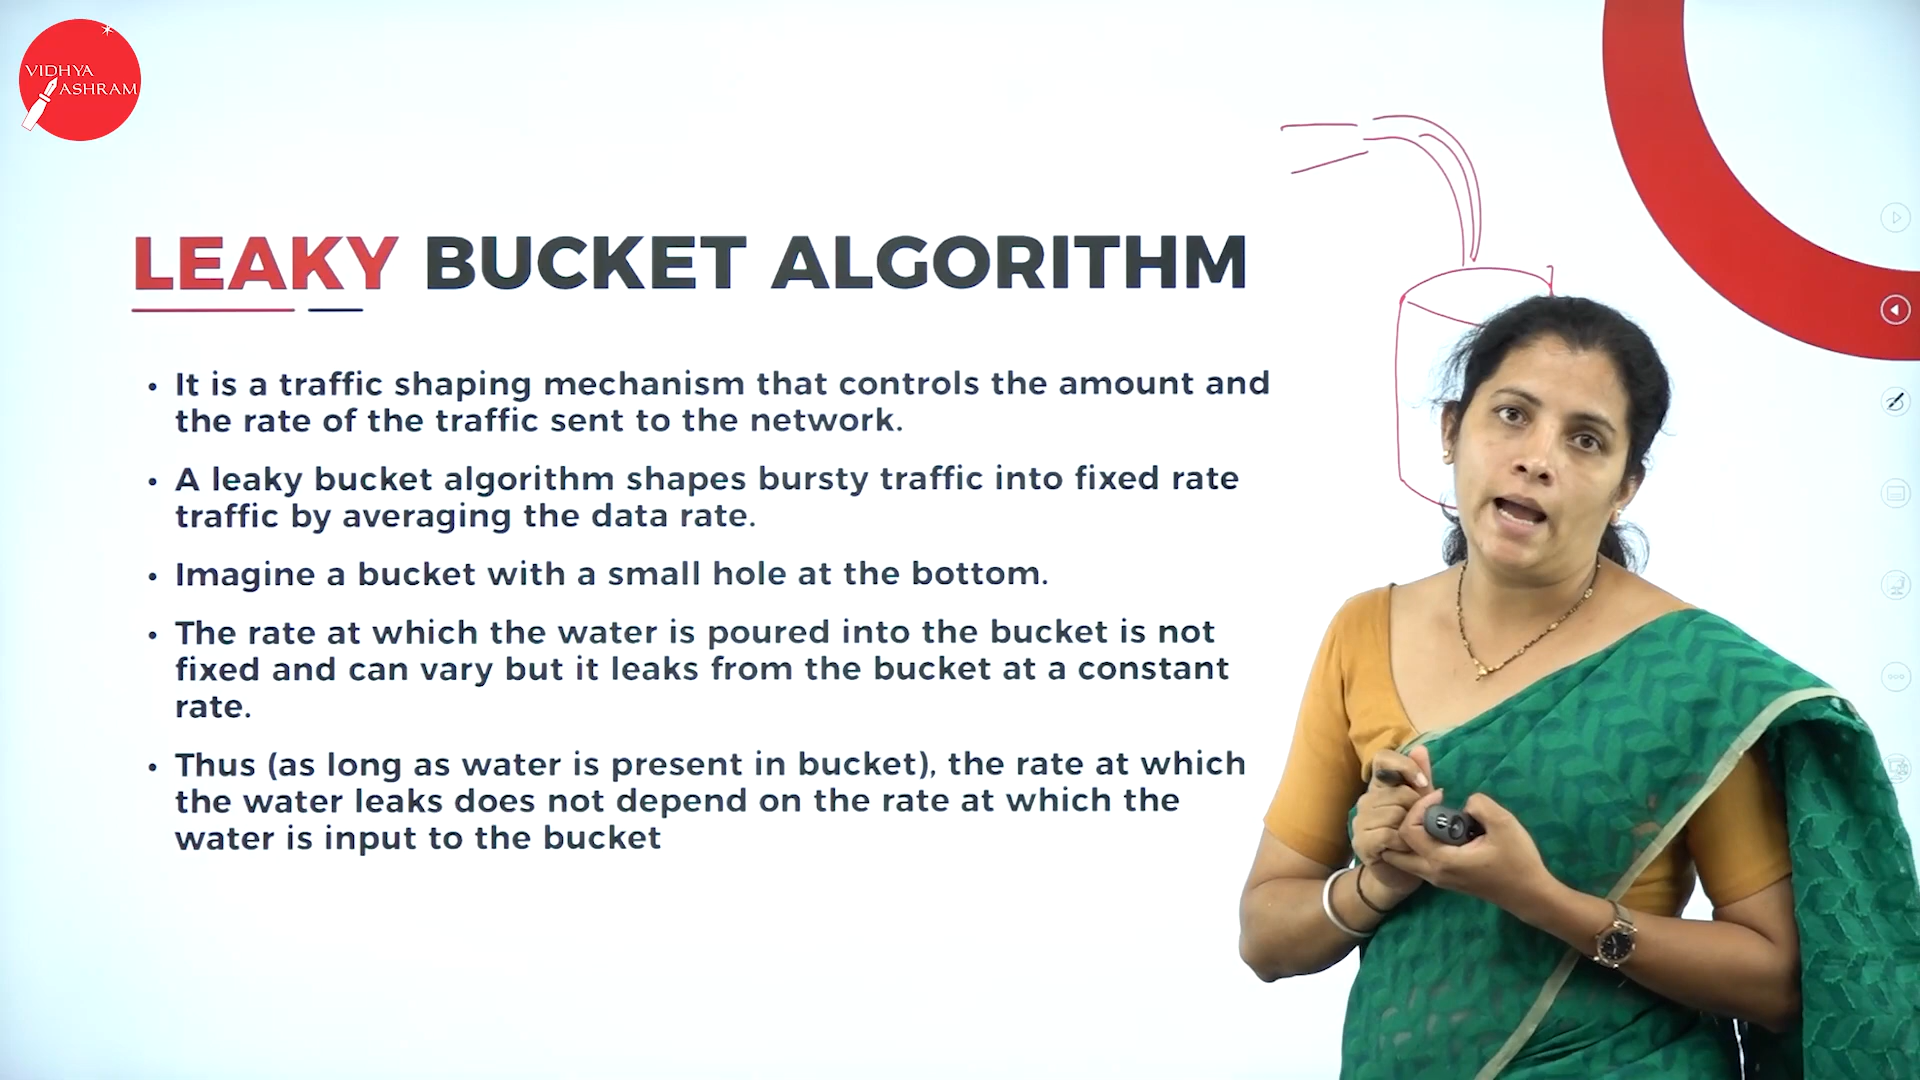 VIDHYA
ASHRAM
LEAKY BUCKET ALGORITHM
• It is a traffic shaping mechanism that controls the amount and
the rate of the traffic sent to the network.
• A leaky bucket algorithm shapes bursty traffic into fixed rate
traffic by averaging the data rate.
• Imagine a bucket with a small hole at the bottom.
• The rate at which the water is poured into the bucket is not
fixed and can vary but it leaks from the bucket at a constant
rate.
• Thus (as long as water is present in bucket), the rate at which
the water leaks does not depend on the rate at which the
water is input to the bucket